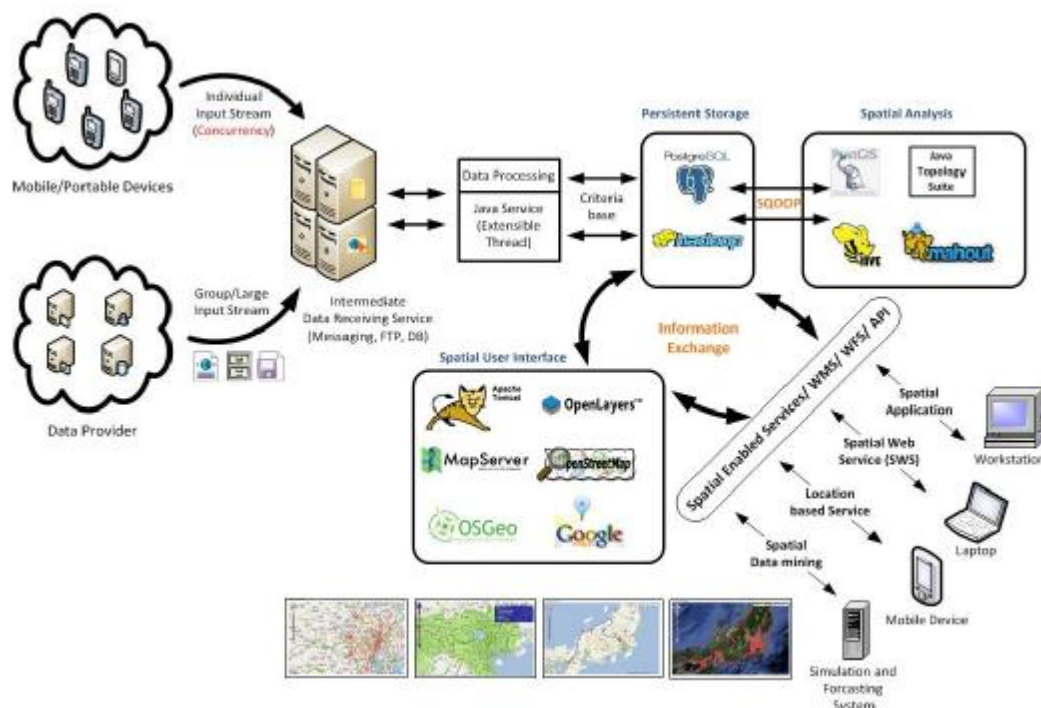 Individual
Input Stream
(Concurrency)
Mobile/Portable Devices
Group/Large
Input Stream
Data Provider
Intermediate
Data Receiving Service
(Messaging, FTP, DB)
Data Processing
Java Service
(Extensible
Thread)
Criteria
base
Persistent Storage
PostgreSQL
hadoop
SQOOP
Spatial Analysis
PostGIS
Java
Topology
Suite
HIVE
mahout
Information
Exchange
Spatial User Interface
Apache
Tomcat
OpenLayers™
MapServer
OpenStreetMap
OSGeo
Google
Spatial Enabled Services/ WMS/ WFS/ API
Spatial
Application
Workstation
Spatial Web
Service (SWS)
Laptop
Location
based Service
Mobile Device
Spatial
Data mining
Simulation and
Forcasting
System